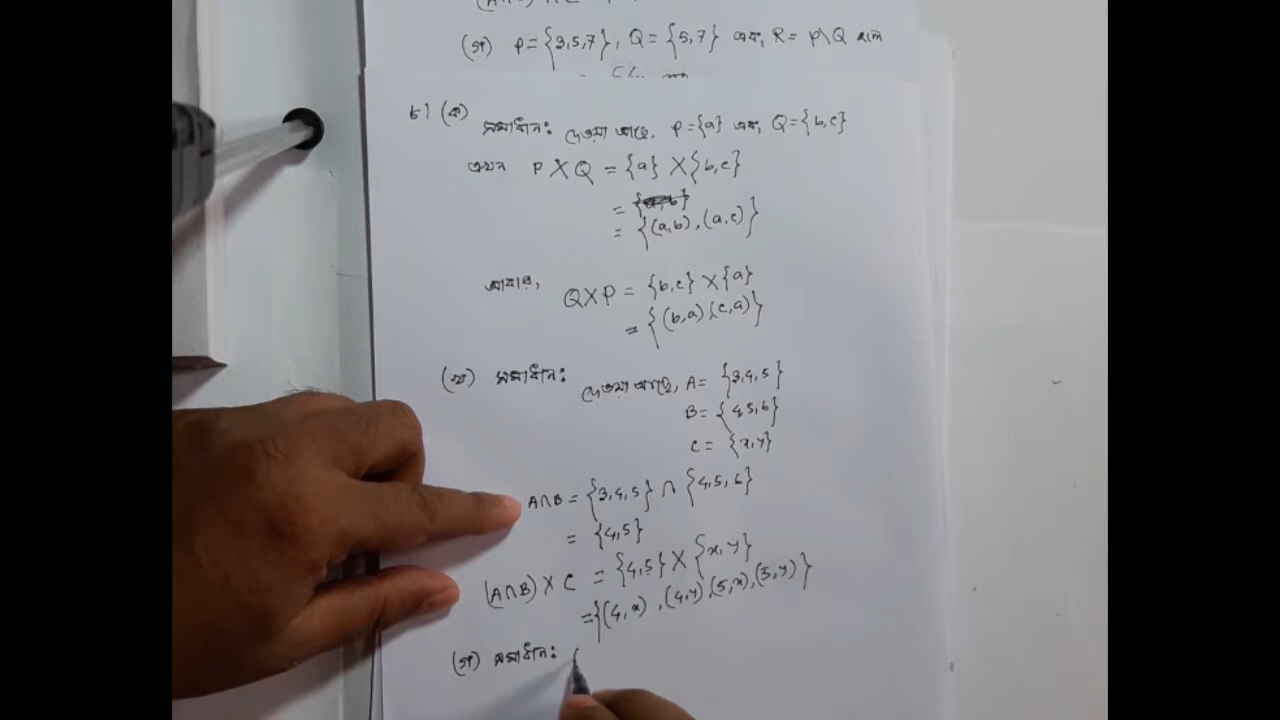 (গ) P = {3,5,7}, Q = {5,7} এবং R = P\Q হলে
৮। (ক) সমাধানঃ দেওয়া আছে, P = {a} এবং Q = {b,c}
এখন P X Q = {a} X {b,c}
=
= {(a,b), (a,c)}
আবার, Q X P = {b,c} X {a}
= {(b,a), (c,a)}
(খ) সমাধানঃ দেওয়া আছে, A = {3,4,5}
B = {4,5,6}
C = {x,y}
A∩B = {3,4,5} ∩ {4,5,6}
= {4,5}
(A∩B) X C = {4,5} X {x,y}
= {(4,x), (4,y), (5,x), (5,y)}
(গ) সমাধানঃ